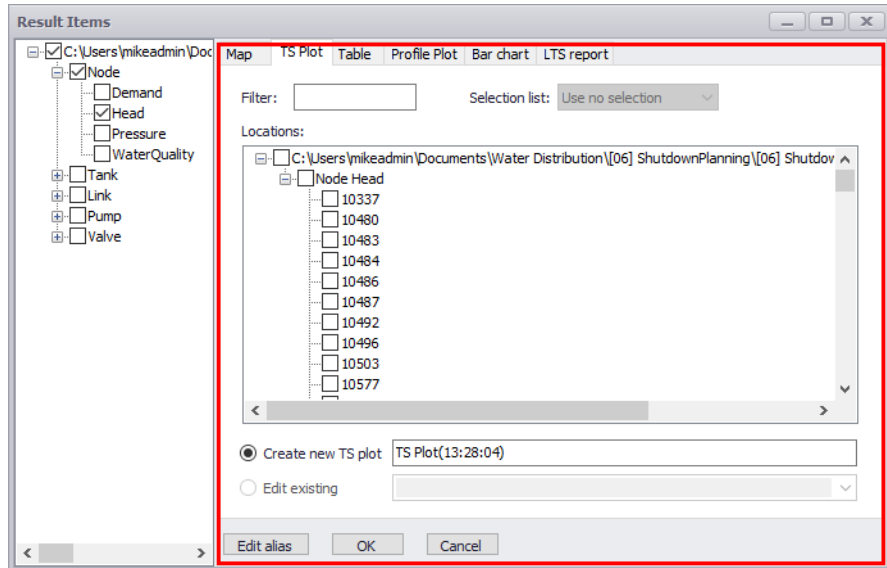 Result Items
C:\Users\mikeadmin\Doc
Node
Demand
Head
Pressure
WaterQuality
Tank
Link
Pump
Valve
Map TS Plot Table Profile Plot Bar chart LTS report
Filter: Selection list: Use no selection
Locations:
C:\Users\mikeadmin\Documents\Water Distribution\[06] ShutdownPlanning\[06] Shutdov
Node Head
10337
10480
10483
10484
10486
10487
10492
10496
10503
10577
Create new TS plot TS Plot(13:28:04)
Edit existing
Edit alias OK Cancel